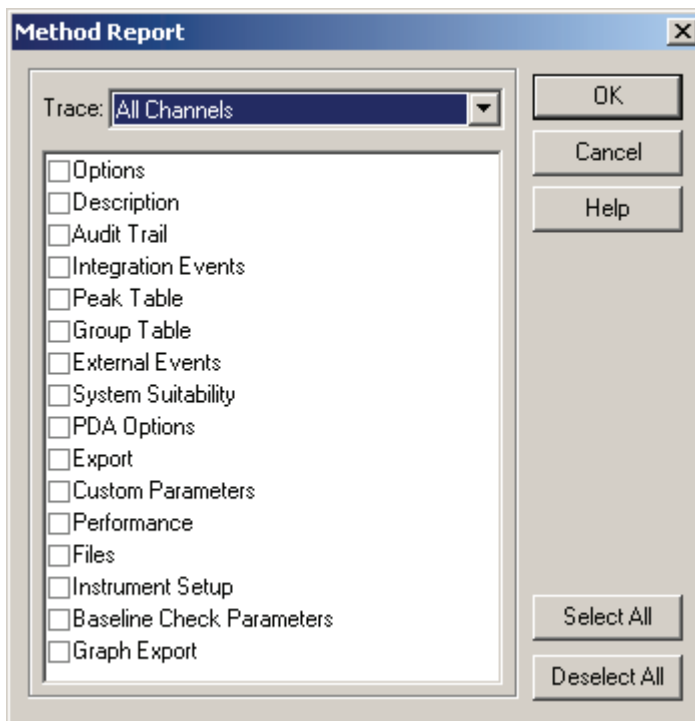 Method Report
Trace: All Channels
OK
Cancel
Help
Options
Description
Audit Trail
Integration Events
Peak Table
Group Table
External Events
System Suitability
PDA Options
Export
Custom Parameters
Performance
Files
Instrument Setup
Baseline Check Parameters
Graph Export
Select All
Deselect All